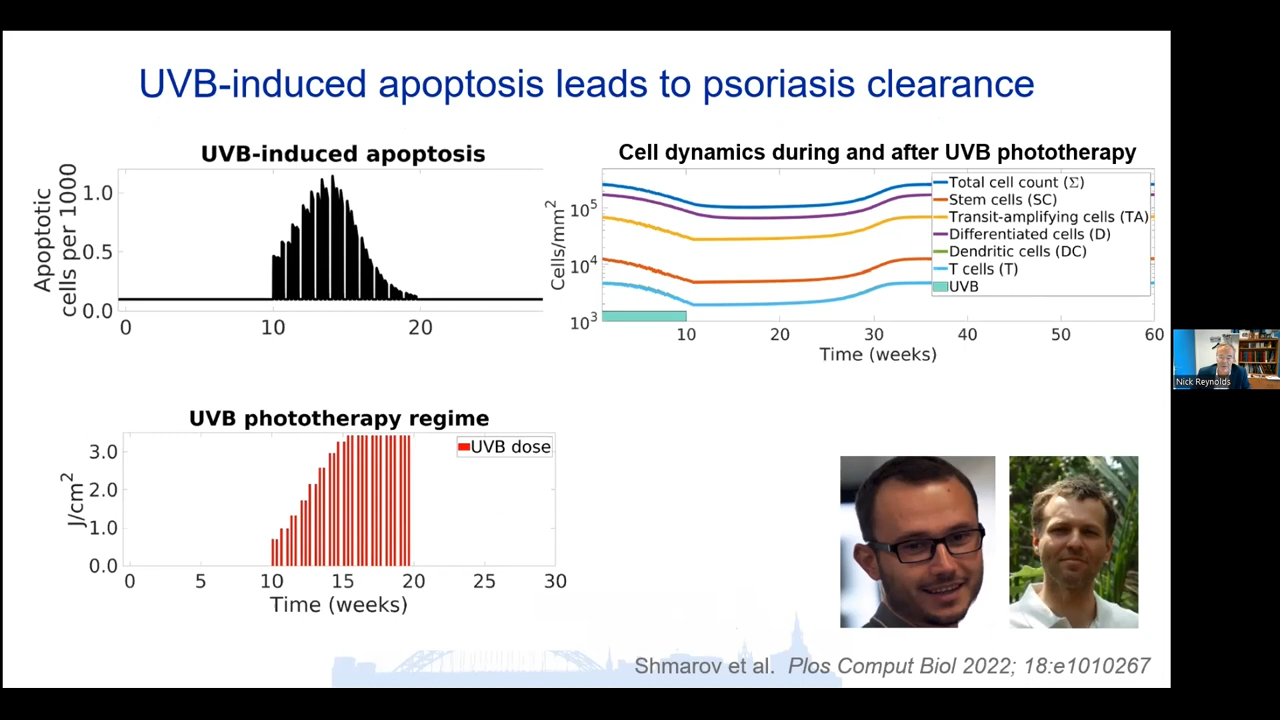 UVB-induced apoptosis leads to psoriasis clearance
UVB-induced apoptosis
Apoptotic
cells per 1000
1.0
0.5
0.0
0 10 20
Cell dynamics during and after UVB phototherapy
Cells/mm²
10⁵
10⁴
10³
Total cell count (Σ)
Stem cells (SC)
Transit-amplifying cells (TA)
Differentiated cells (D)
Dendritic cells (DC)
T cells (T)
UVB
10 20 30 40 50 60
Time (weeks)
Nick Reynolds
UVB phototherapy regime
UVB dose
J/cm²
3.0
2.0
1.0
0.0
0 5 10 15 20 25 30
Time (weeks)
Shmarov et al. Plos Comput Biol 2022; 18:e1010267